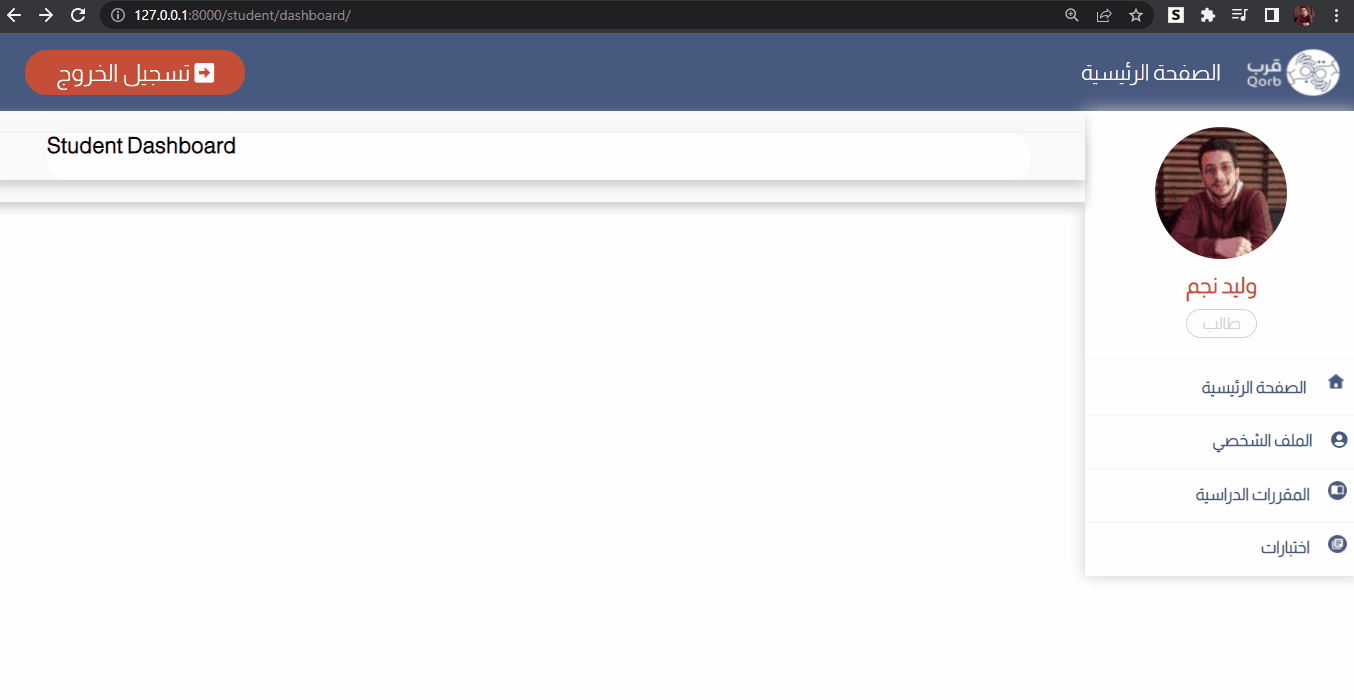 127.0.0.1:8000/student/dashboard/
S
قرب
Qorb
الصفحة الرئيسية
تسجيل الخروج
Student Dashboard
وليد نجم
طالب
الصفحة الرئيسية
الملف الشخصي
المقررات الدراسية
اختبارات